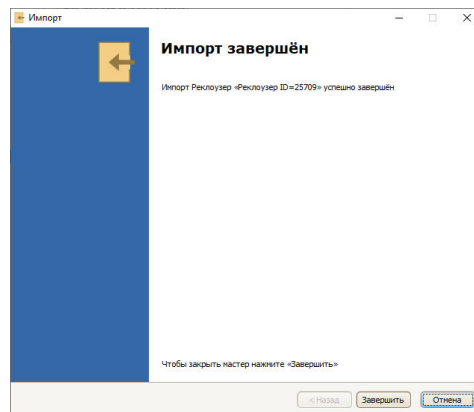 Импорт
Импорт завершён
Импорт Реклоузер «Реклоузер ID=25709» успешно завершён
Чтобы закрыть мастер нажмите «Завершить»
< Назад Завершить Отмена